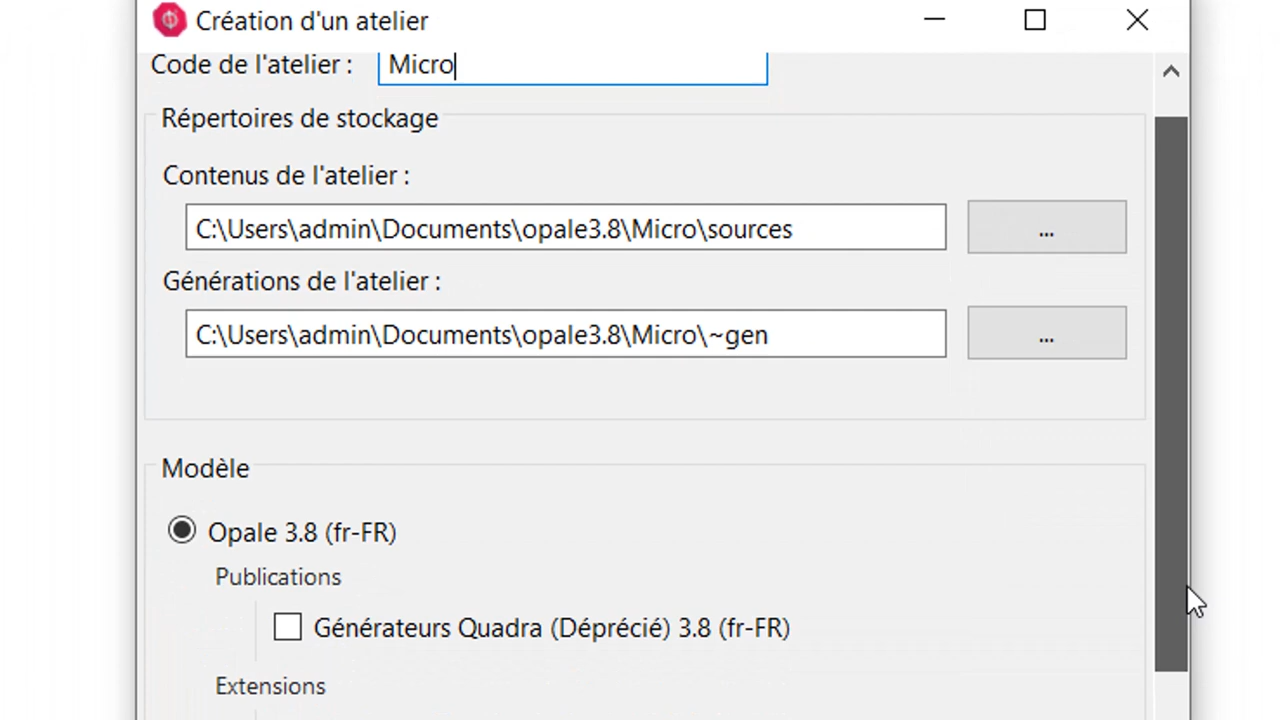 Création d'un atelier
Code de l'atelier : Micro
Répertoires de stockage
Contenus de l'atelier :
C:\Users\admin\Documents\opale3.8\Micro\sources ...
Générations de l'atelier :
C:\Users\admin\Documents\opale3.8\Micro\~gen ...
Modèle
Opale 3.8 (fr-FR)
Publications
Générateurs Quadra (Déprécié) 3.8 (fr-FR)
Extensions